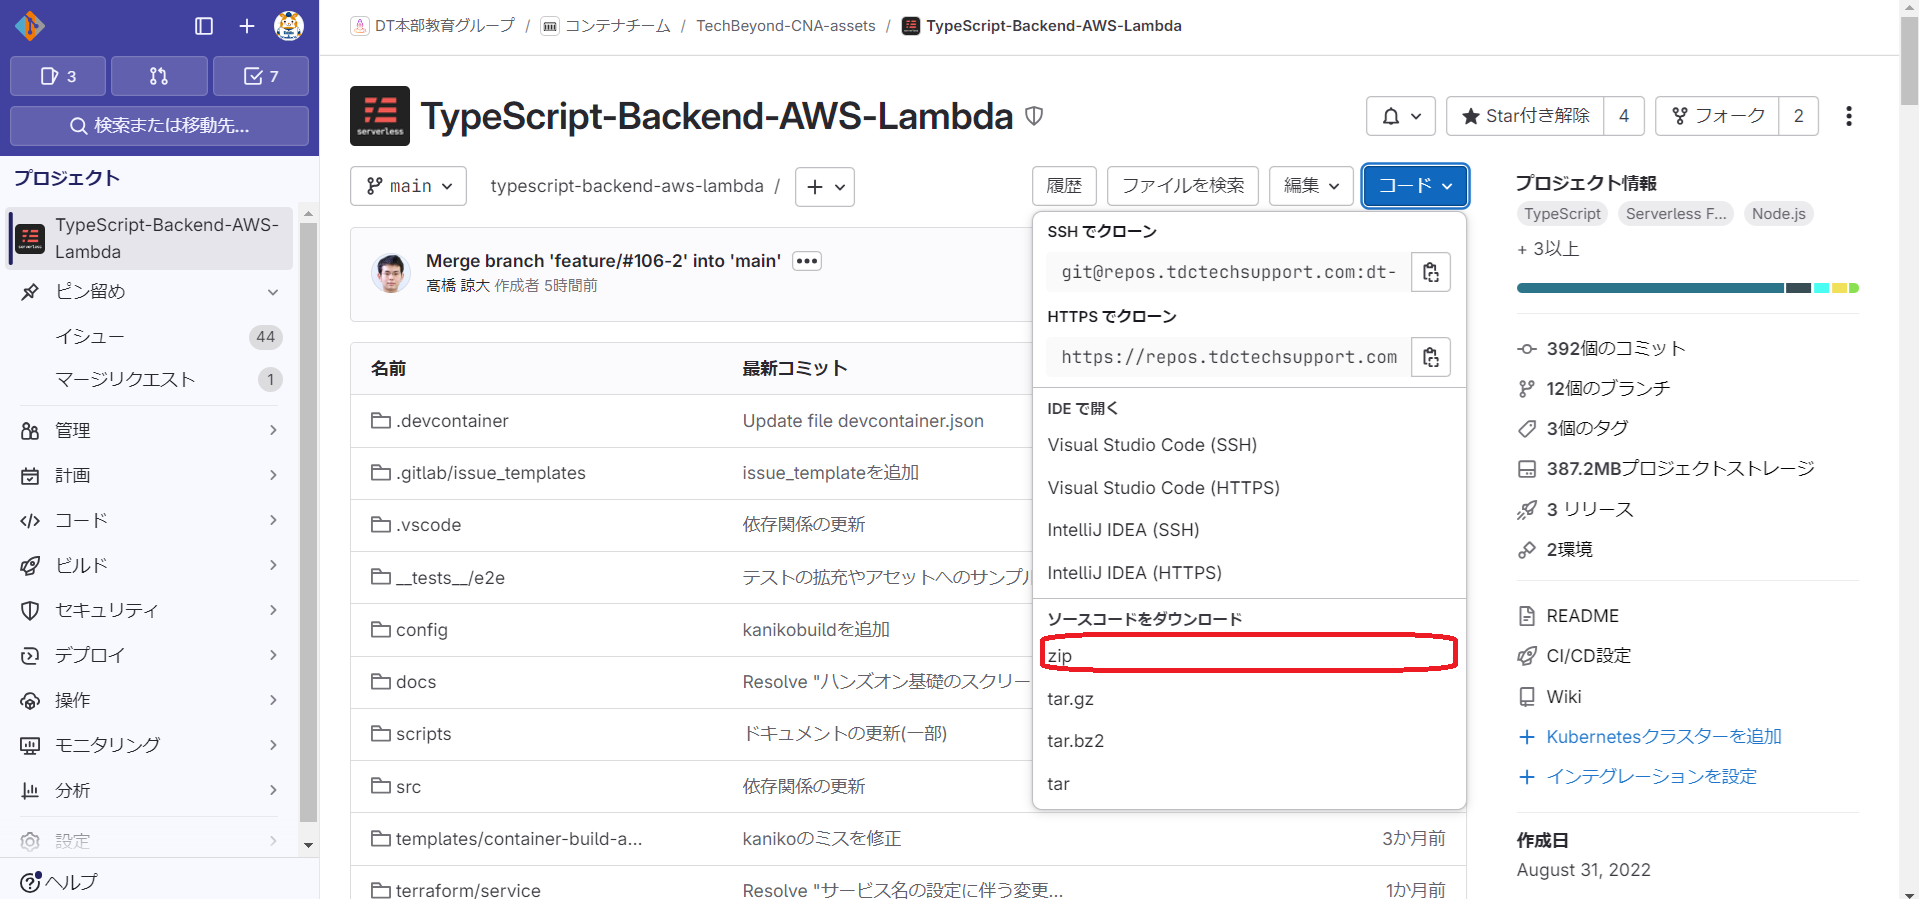 DT本部教育グループ / コンテナチーム / TechBeyond-CNA-assets / TypeScript-Backend-AWS-Lambda
3
7
検索または移動先...
プロジェクト
TypeScript-Backend-AWS-Lambda
ピン留め
イシュー 44
マージリクエスト 1
管理
計画
コード
ビルド
セキュリティ
デプロイ
操作
モニタリング
分析
設定
ヘルプ
serverless
TypeScript-Backend-AWS-Lambda
Star付き解除 4
フォーク 2
main
typescript-backend-aws-lambda /
履歴
ファイルを検索
編集
コード
Merge branch 'feature/#106-2' into 'main'
髙橋 諒大 作成者 5時間前
名前 最新コミット
.devcontainer Update file devcontainer.json
.gitlab/issue_templates issue_templateを追加
.vscode 依存関係の更新
__tests__/e2e テストの拡充やアセットへのサンプル
config kanikobuildを追加
docs Resolve "ハンズオン基礎のスクリー
scripts ドキュメントの更新(一部)
src 依存関係の更新
templates/container-build-a... kanikoのミスを修正 3か月前
terraform/service Resolve "サービス名の設定に伴う変更... 1か月前
SSH でクローン
git@repos.tdctechsupport.com:dt-
HTTPS でクローン
https://repos.tdctechsupport.com
IDE で開く
Visual Studio Code (SSH)
Visual Studio Code (HTTPS)
IntelliJ IDEA (SSH)
IntelliJ IDEA (HTTPS)
ソースコードをダウンロード
zip
tar.gz
tar.bz2
tar
プロジェクト情報
TypeScript Serverless F... Node.js
+ 3以上
392個のコミット
12個のブランチ
3個のタグ
387.2MBプロジェクトストレージ
3 リリース
2環境
README
CI/CD設定
Wiki
Kubernetesクラスターを追加
インテグレーションを設定
作成日
August 31, 2022